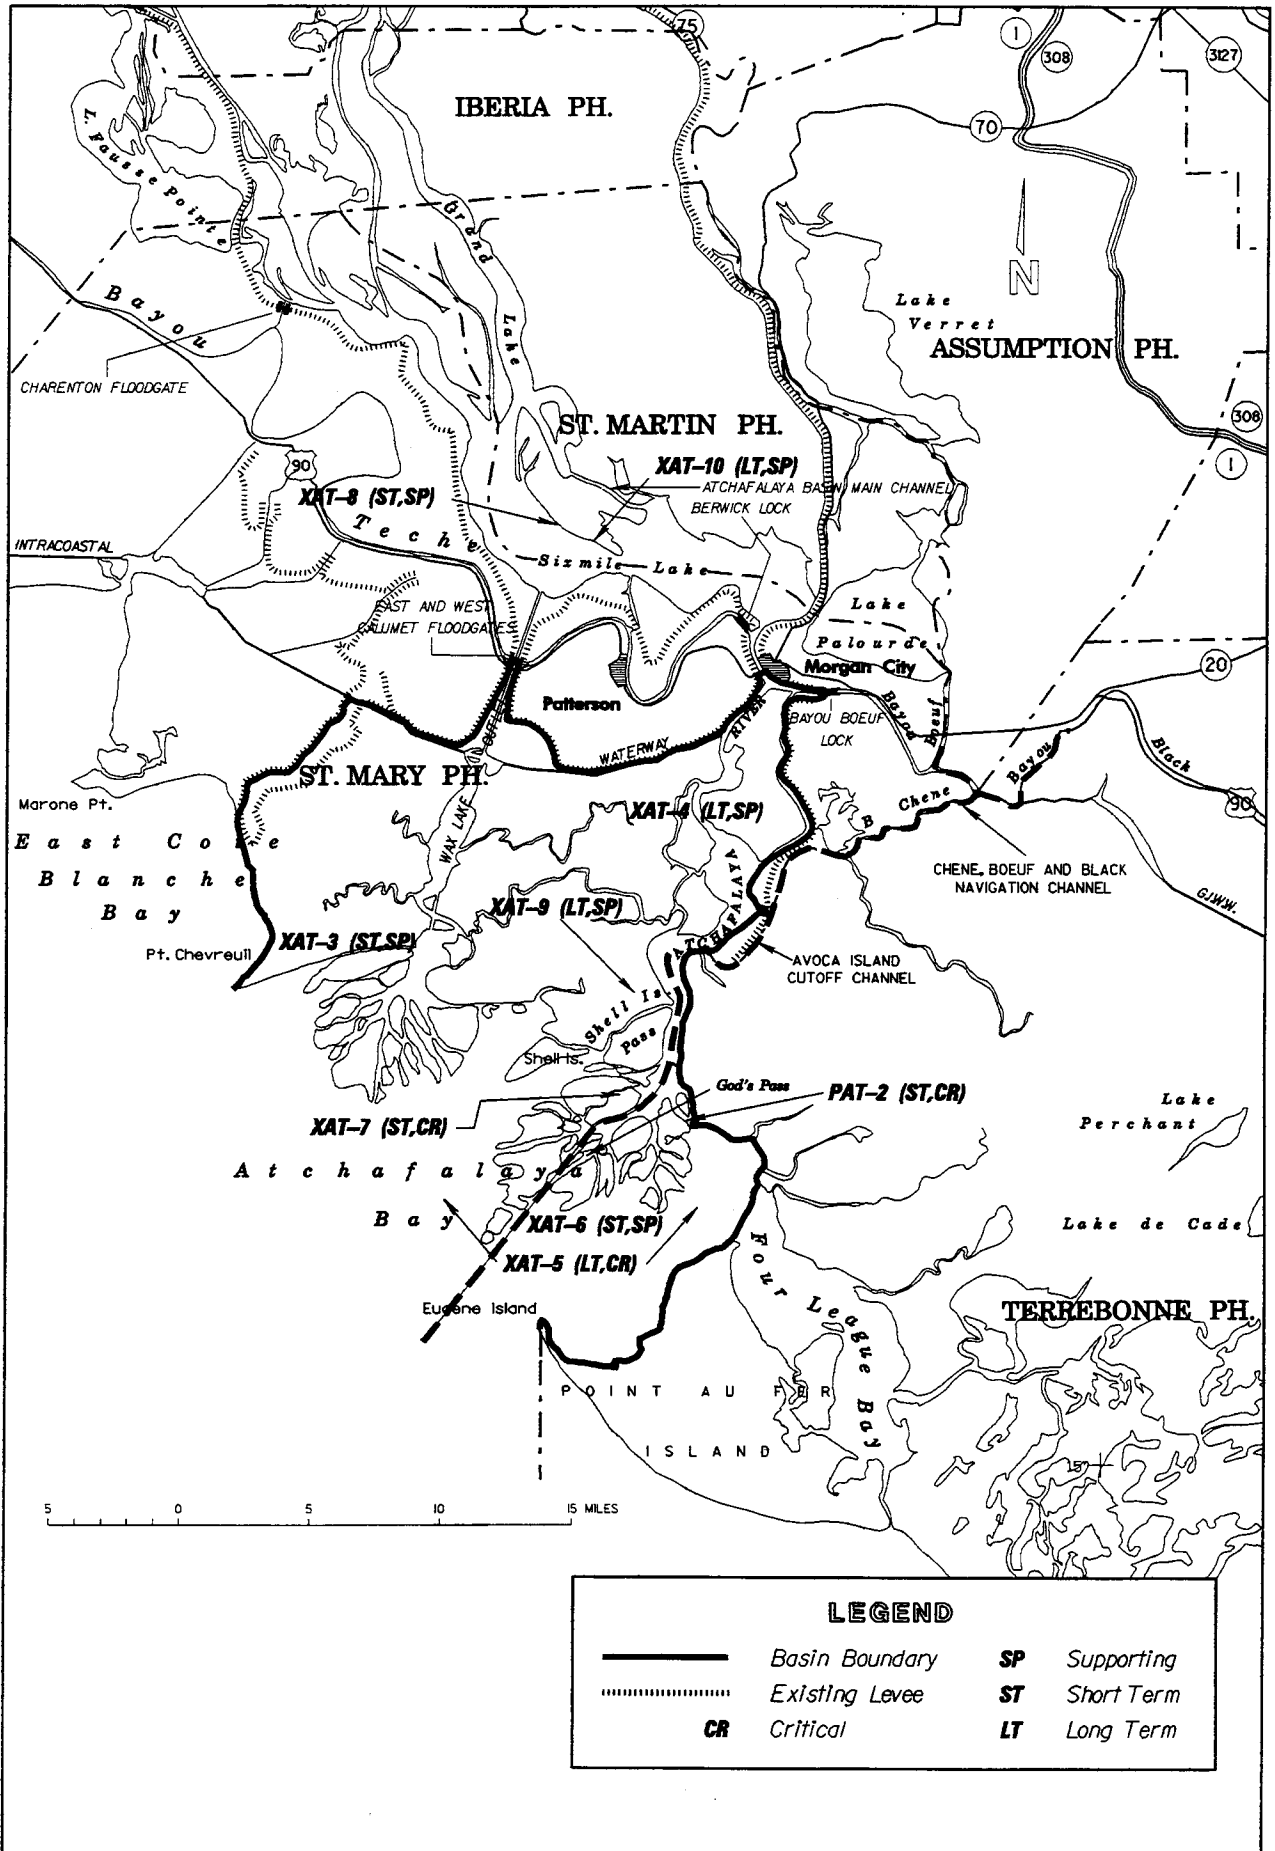 75
1
308
3127
IBERIA PH.
70
L. Fausse Pointe
Grand
Lake
N
Bayou
Lake
Verret
ASSUMPTION PH.
CHARENTON FLOODGATE
308
1
ST. MARTIN PH.
90
XAT-10 (LT,SP)
XAT-8 (ST,SP)
ATCHAFALAYA BASIN MAIN CHANNEL
BERWICK LOCK
Teche
INTRACOASTAL
Sixmile Lake
EAST AND WEST
CALUMET FLOODGATES
Lake
Palourde
Morgan City
20
Patterson
BAYOU BOEUF
LOCK
Bayou
Boeuf
RIVER
WATERWAY
OUTLET
Bayou
Black
ST. MARY PH.
90
Marone Pt.
XAT-4 (LT,SP)
B Chene
East Cote
Blanche
Bay
WAX LAKE
ATCHAFALAYA
CHENE, BOEUF AND BLACK
NAVIGATION CHANNEL
G.I.W.W.
XAT-9 (LT,SP)
Pt. Chevreuil
XAT-3 (ST,SP)
AVOCA ISLAND
CUTOFF CHANNEL
Shell Is.
Pass
Shell Is.
God's Pass
PAT-2 (ST,CR)
XAT-7 (ST,CR)
Lake
Perchant
Atchafalaya
Bay
XAT-6 (ST,SP)
Lake de Cade
XAT-5 (LT,CR)
Four League Bay
Eugene Island
TERREBONNE PH.
POINT AU FER
ISLAND
15
5 0 5 10 15 MILES
LEGEND
Basin Boundary SP Supporting
Existing Levee ST Short Term
CR Critical LT Long Term